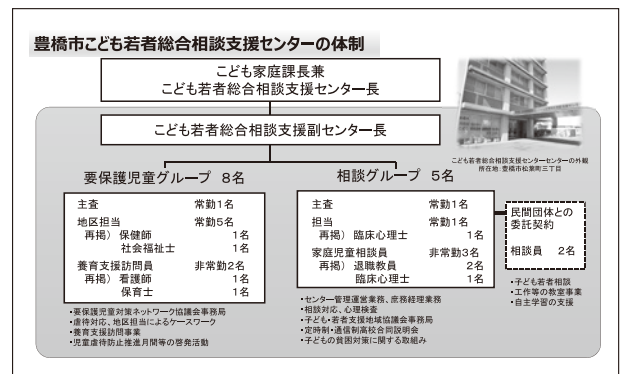 豊橋市こども若者総合相談支援センターの体制
こども家庭課長兼
こども若者総合相談支援センター長
こども若者総合相談支援副センター長
こども若者総合相談支援センターセンターの外観
所在地:豊橋市松葉町三丁目
要保護児童グループ 8名
主査 常勤1名
地区担当 常勤5名
再掲) 保健師 1名
社会福祉士 1名
養育支援訪問員 非常勤2名
再掲) 看護師 1名
保育士 1名
・要保護児童対策ネットワーク協議会事務局
・虐待対応、地区担当によるケースワーク
・養育支援訪問事業
・児童虐待防止推進月間等の啓発活動
相談グループ 5名
主査 常勤1名
担当 常勤1名
再掲) 臨床心理士 1名
家庭児童相談員 非常勤3名
再掲) 退職教員 2名
臨床心理士 1名
・センター管理運営業務、庶務経理業務
・相談対応、心理検査
・子ども・若者支援地域協議会事務局
・定時制・通信制高校合同説明会
・子どもの貧困対策に関する取組み
民間団体との
委託契約
相談員 2名
・子ども若者相談
・工作等の教室事業
・自主学習の支援